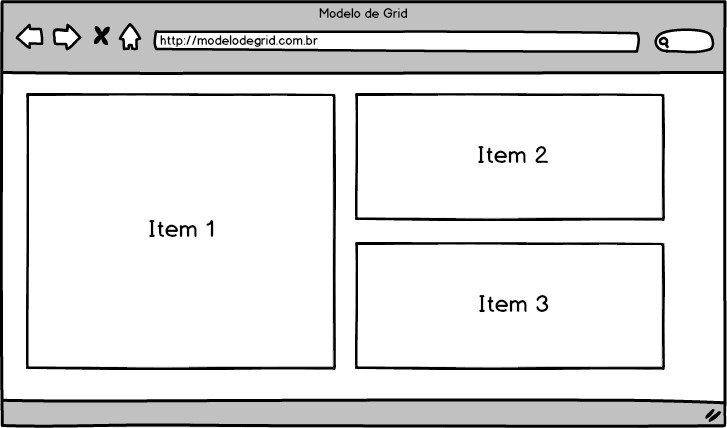 Modelo de Grid
http://modelodegrid.com.br
Item 1
Item 2
Item 3